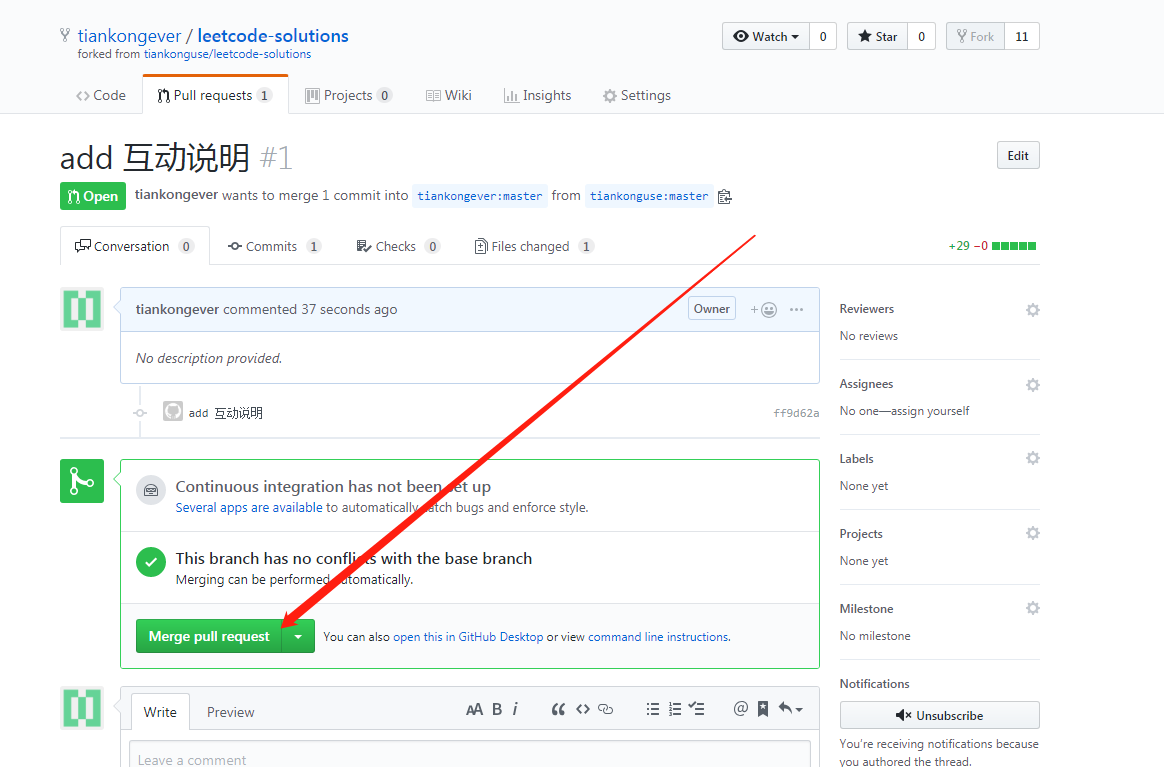 tiankongever / leetcode-solutions
forked from tiankonguse/leetcode-solutions
Watch 0 Star 0 Fork 11
Code Pull requests 1 Projects 0 Wiki Insights Settings
add 互动说明 #1
Edit
Open tiankongever wants to merge 1 commit into tiankongever:master from tiankonguse:master
Conversation 0 Commits 1 Checks 0 Files changed 1 +29 −0
tiankongever commented 37 seconds ago Owner
No description provided.
add 互动说明 ff9d62a
Continuous integration has not been set up
Several apps are available to automatically catch bugs and enforce style.
This branch has no conflicts with the base branch
Merging can be performed automatically.
Merge pull request You can also open this in GitHub Desktop or view command line instructions.
Write Preview
Leave a comment
Reviewers
No reviews
Assignees
No one—assign yourself
Labels
None yet
Projects
None yet
Milestone
No milestone
Notifications
Unsubscribe
You're receiving notifications because
you authored the thread.